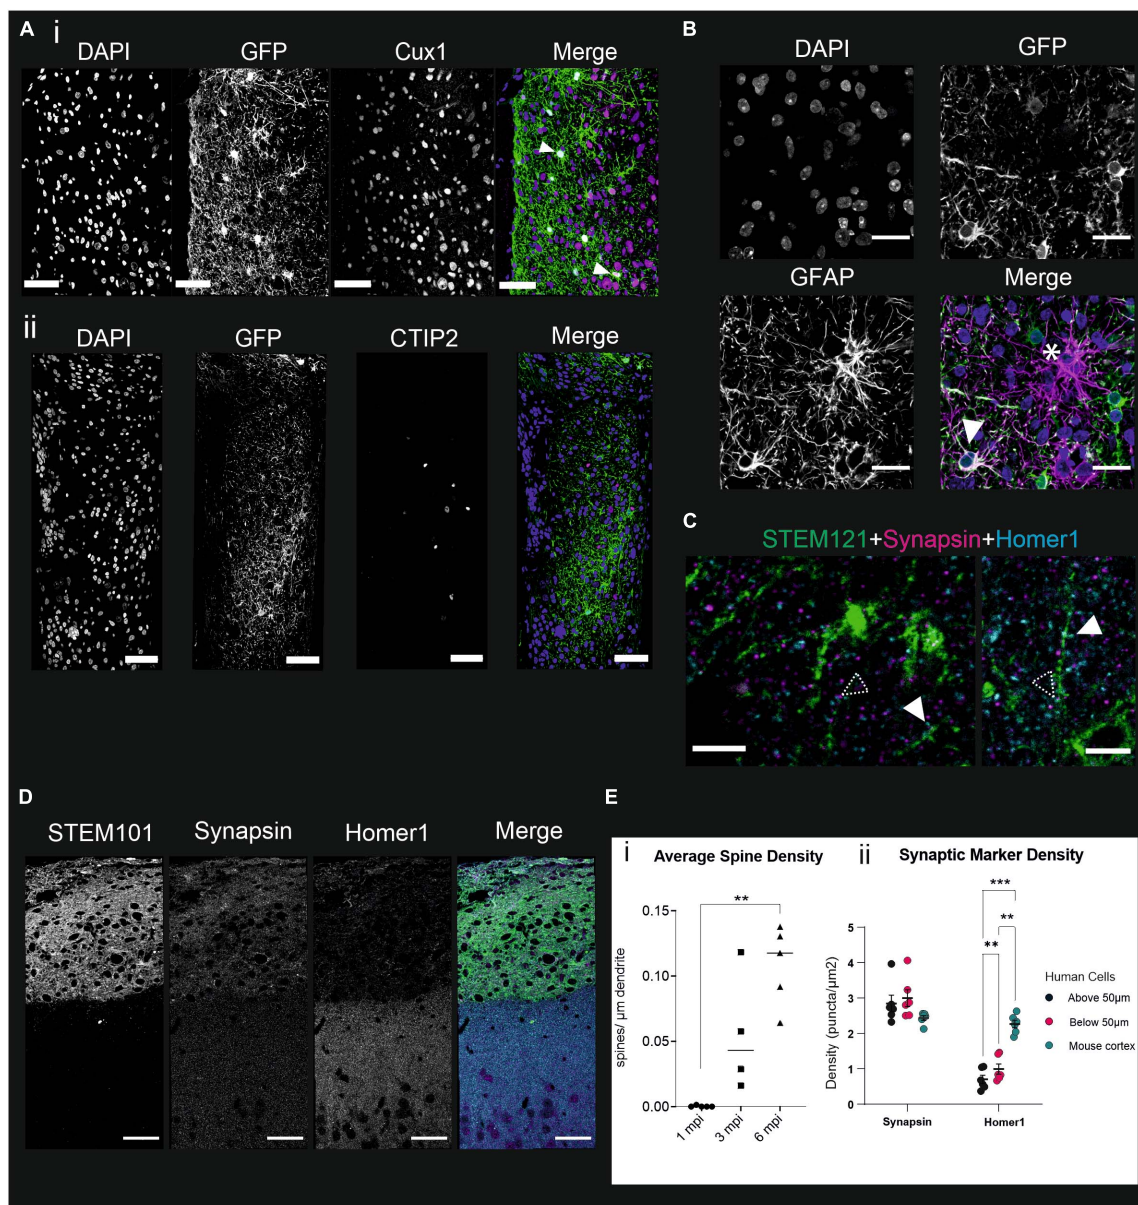 A
i
DAPI GFP Cux1 Merge
ii
DAPI GFP CTIP2 Merge
B
DAPI GFP
GFAP Merge
*
C
STEM121+Synapsin+Homer1
D
STEM101 Synapsin Homer1 Merge
E
i Average Spine Density
**
0.15
0.10
0.05
0.00
spines/ µm dendrite
1 mpi 3 mpi 6 mpi
ii Synaptic Marker Density
***
**
**
5
4
3
2
1
0
Density (puncta/µm2)
Synapsin Homer1
Human Cells
Above 50µm
Below 50µm
Mouse cortex